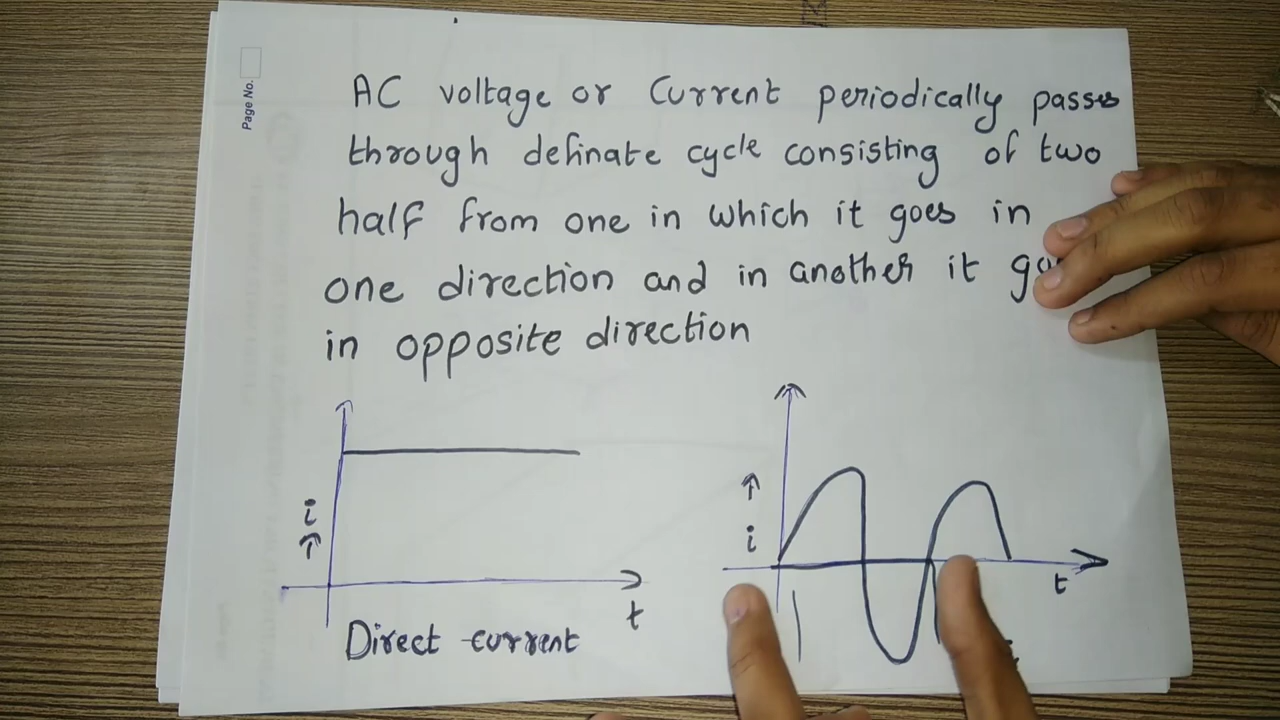 Page No.
AC voltage or Current periodically passes
through definate cycle consisting of two
half from one in which it goes in
one direction and in another it
in opposite direction
i
t
Direct current
i
t